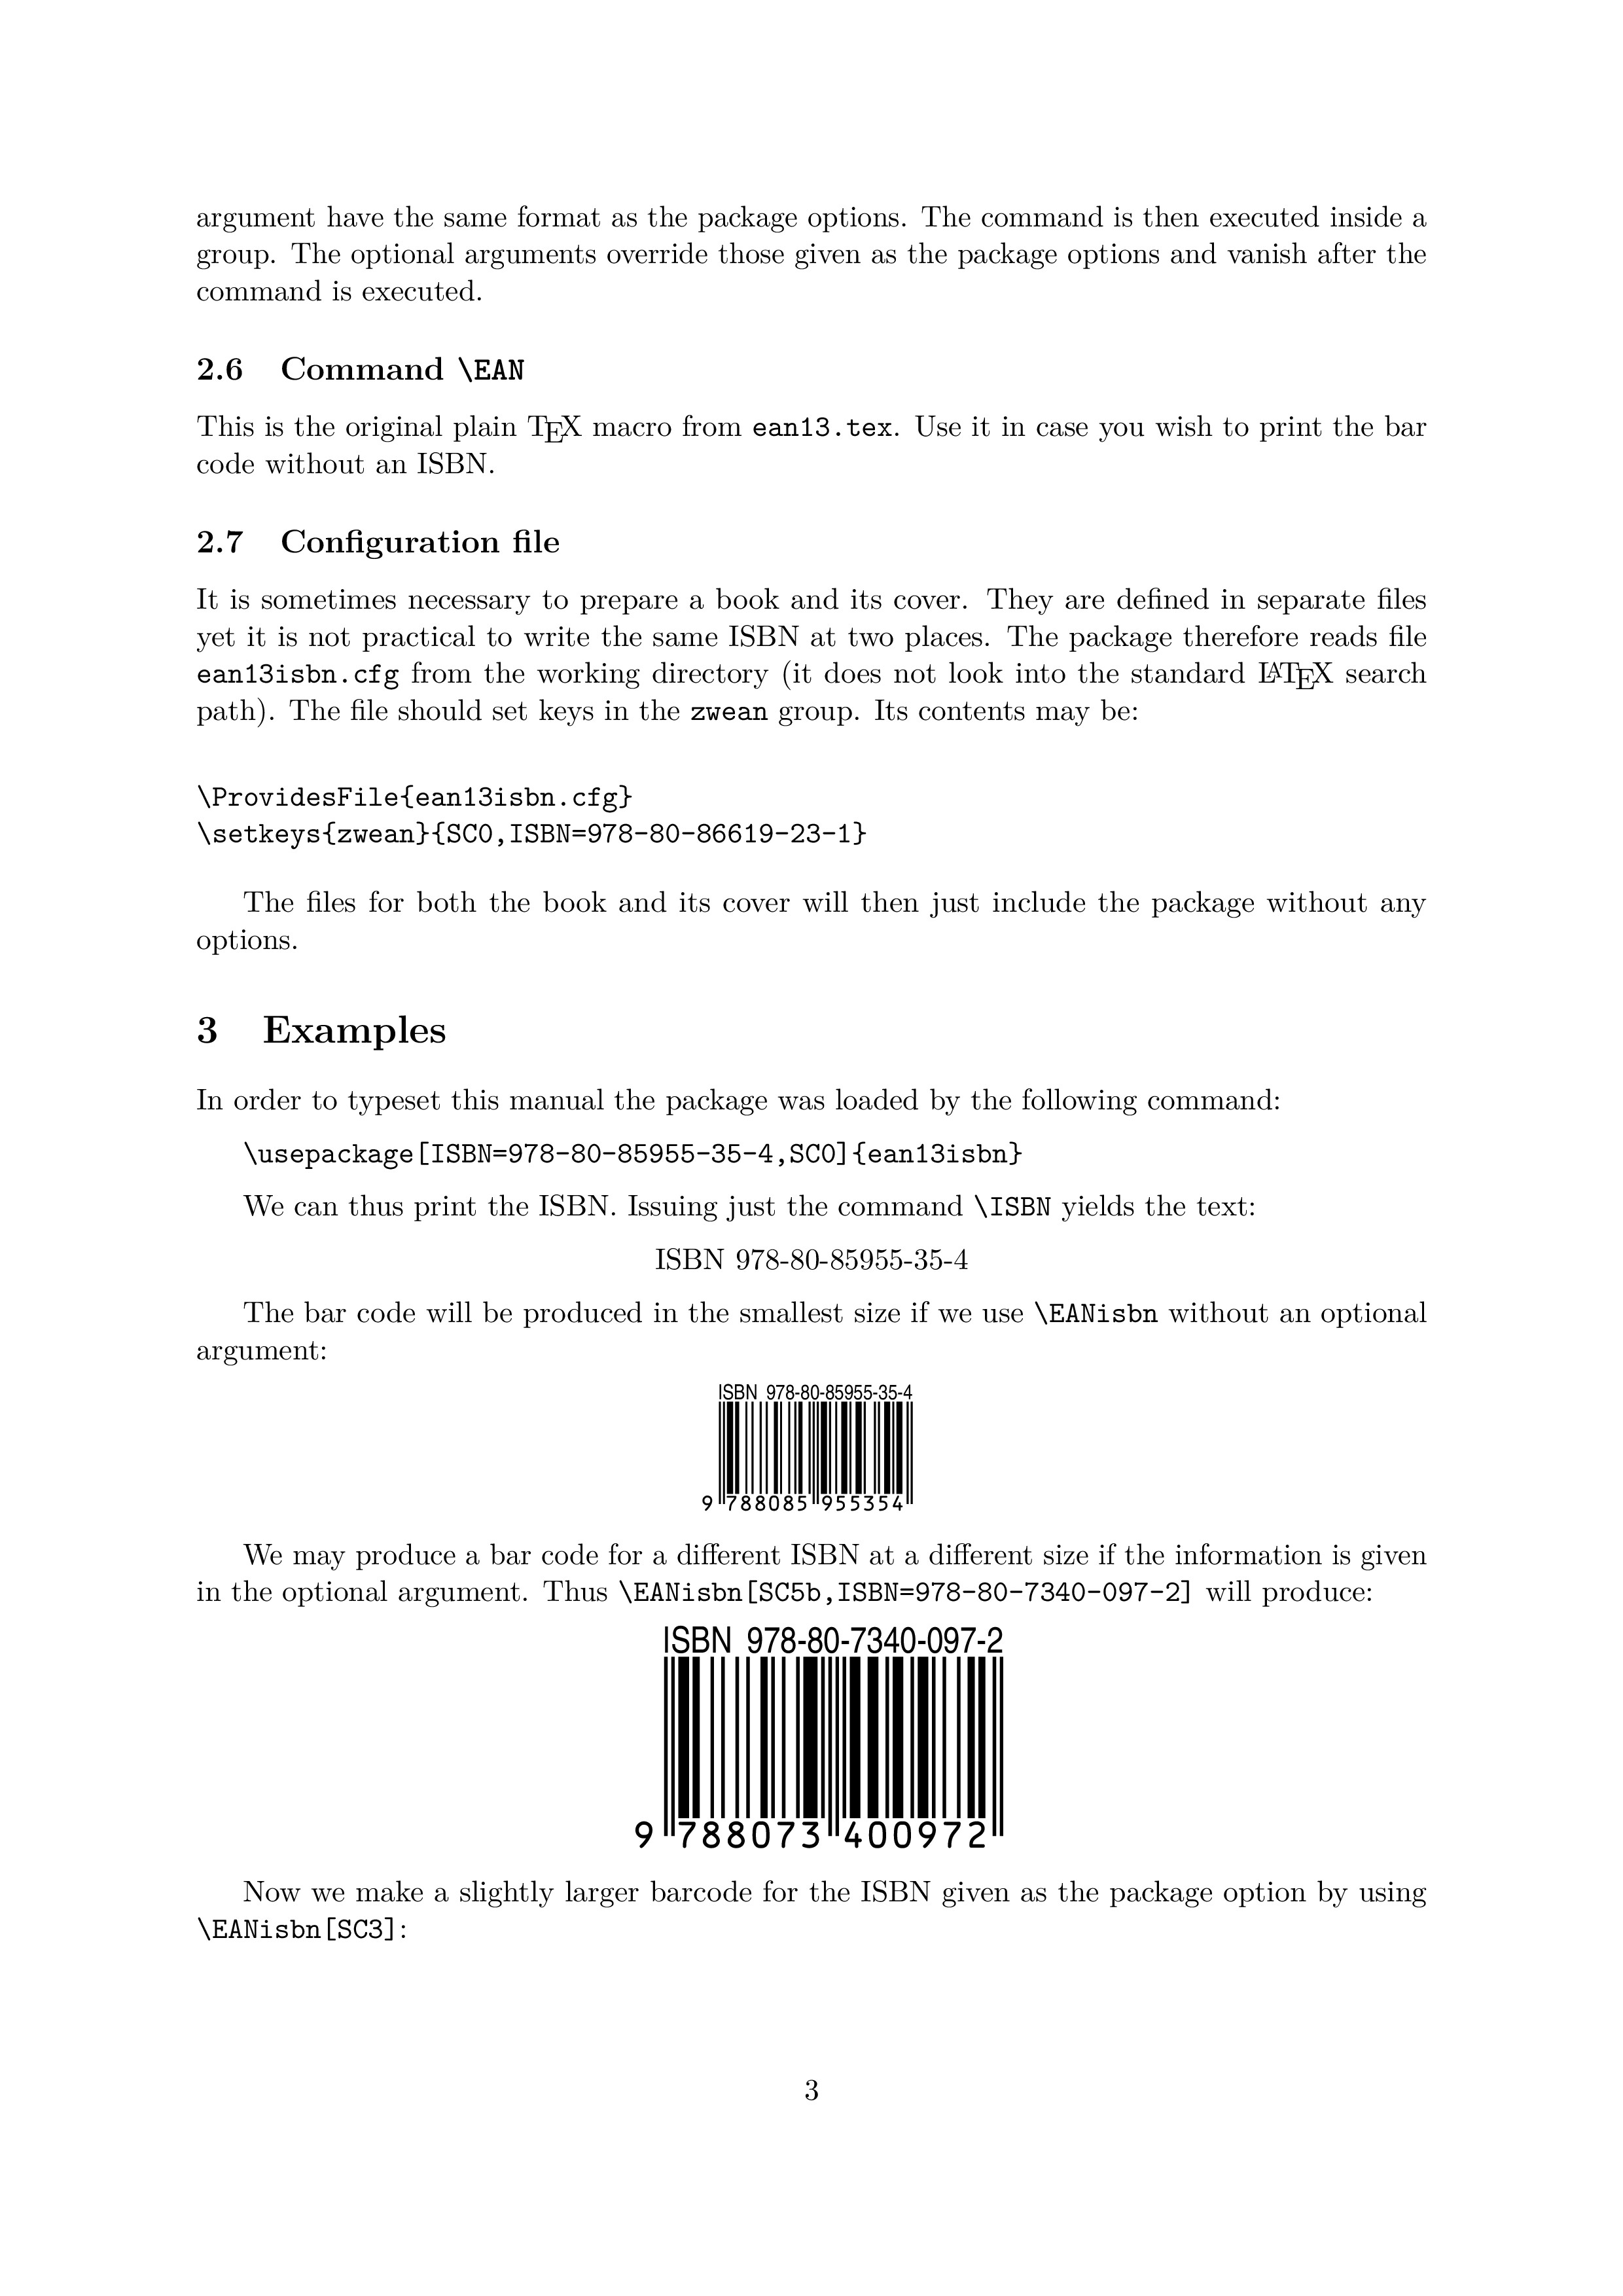 argument have the same format as the package options. The command is then executed inside a
group. The optional arguments override those given as the package options and vanish after the
command is executed.
2.6 Command \EAN
This is the original plain TEX macro from ean13.tex. Use it in case you wish to print the bar
code without an ISBN.
2.7 Configuration file
It is sometimes necessary to prepare a book and its cover. They are defined in separate files
yet it is not practical to write the same ISBN at two places. The package therefore reads file
ean13isbn.cfg from the working directory (it does not look into the standard LATEX search
path). The file should set keys in the zwean group. Its contents may be:
\ProvidesFile{ean13isbn.cfg}
\setkeys{zwean}{SC0,ISBN=978-80-86619-23-1}
The files for both the book and its cover will then just include the package without any
options.
3 Examples
In order to typeset this manual the package was loaded by the following command:
\usepackage[ISBN=978-80-85955-35-4,SC0]{ean13isbn}
We can thus print the ISBN. Issuing just the command \ISBN yields the text:
ISBN 978-80-85955-35-4
The bar code will be produced in the smallest size if we use \EANisbn without an optional
argument:
ISBN 978-80-85955-35-4
9 788085 955354
We may produce a bar code for a different ISBN at a different size if the information is given
in the optional argument. Thus \EANisbn[SC5b,ISBN=978-80-7340-097-2] will produce:
ISBN 978-80-7340-097-2
9 788073 400972
Now we make a slightly larger barcode for the ISBN given as the package option by using
\EANisbn[SC3]:
3